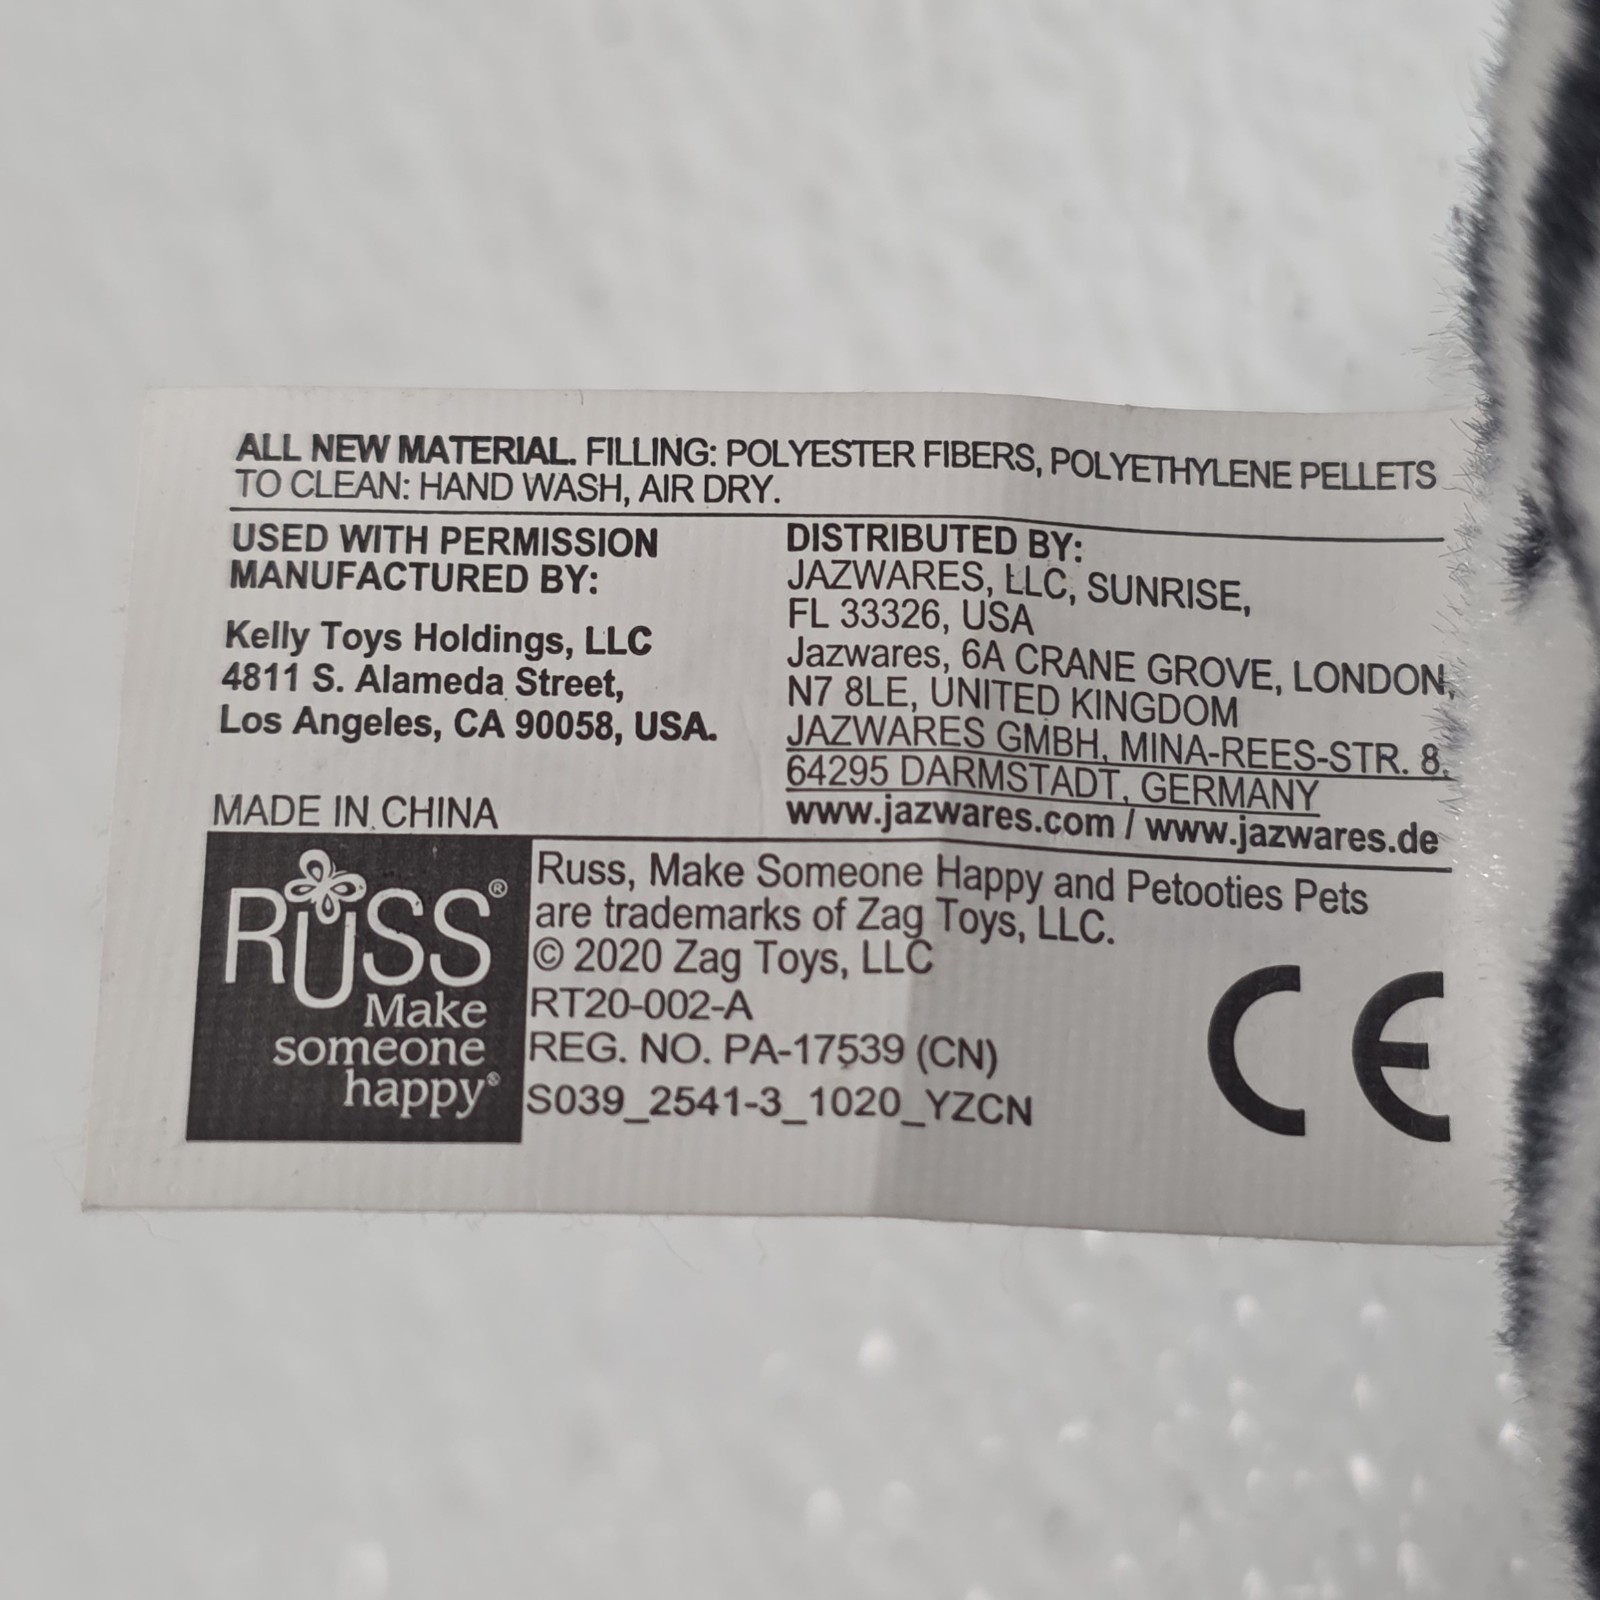 ALL NEW MATERIAL. FILLING: POLYESTER FIBERS, POLYETHYLENE PELLETS
TO CLEAN: HAND WASH, AIR DRY.
USED WITH PERMISSION
MANUFACTURED BY:
Kelly Toys Holdings, LLC
4811 S. Alameda Street,
Los Angeles, CA 90058, USA.
MADE IN CHINA
DISTRIBUTED BY:
JAZWARES, LLC, SUNRISE,
FL 33326, USA
Jazwares, 6A CRANE GROVE, LONDON,
N7 8LE, UNITED KINGDOM
JAZWARES GMBH, MINA-REES-STR. 8,
64295 DARMSTADT, GERMANY
www.jazwares.com / www.jazwares.de
RUSS®
Make
someone
happy®
Russ, Make Someone Happy and Petooties Pets
are trademarks of Zag Toys, LLC.
© 2020 Zag Toys, LLC
RT20-002-A
REG. NO. PA-17539 (CN)
S039_2541-3_1020_YZCN
CE